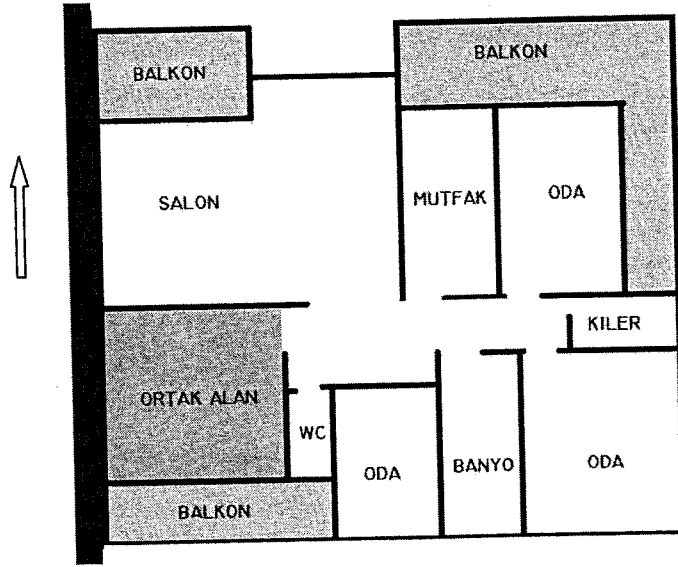 BALKON
BALKON
SALON
MUTFAK
ODA
KILER
ORTAK ALAN
WC
ODA
BANYO
ODA
BALKON